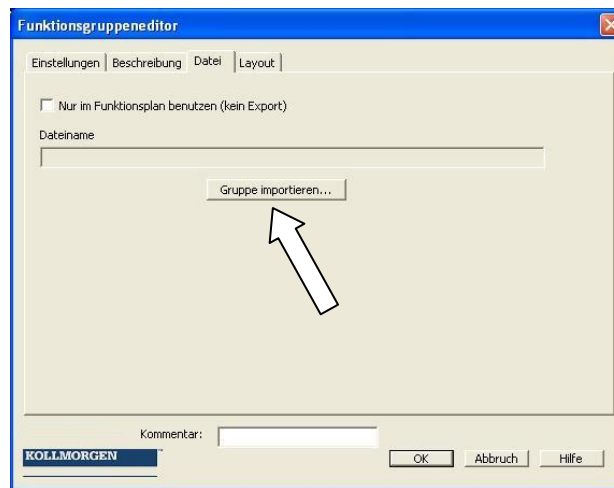 Funktionsgruppeneditor
Einstellungen Beschreibung Datei Layout
Nur im Funktionsplan benutzen (kein Export)
Dateiname
Gruppe importieren...
Kommentar:
KOLLMORGEN
OK Abbruch Hilfe